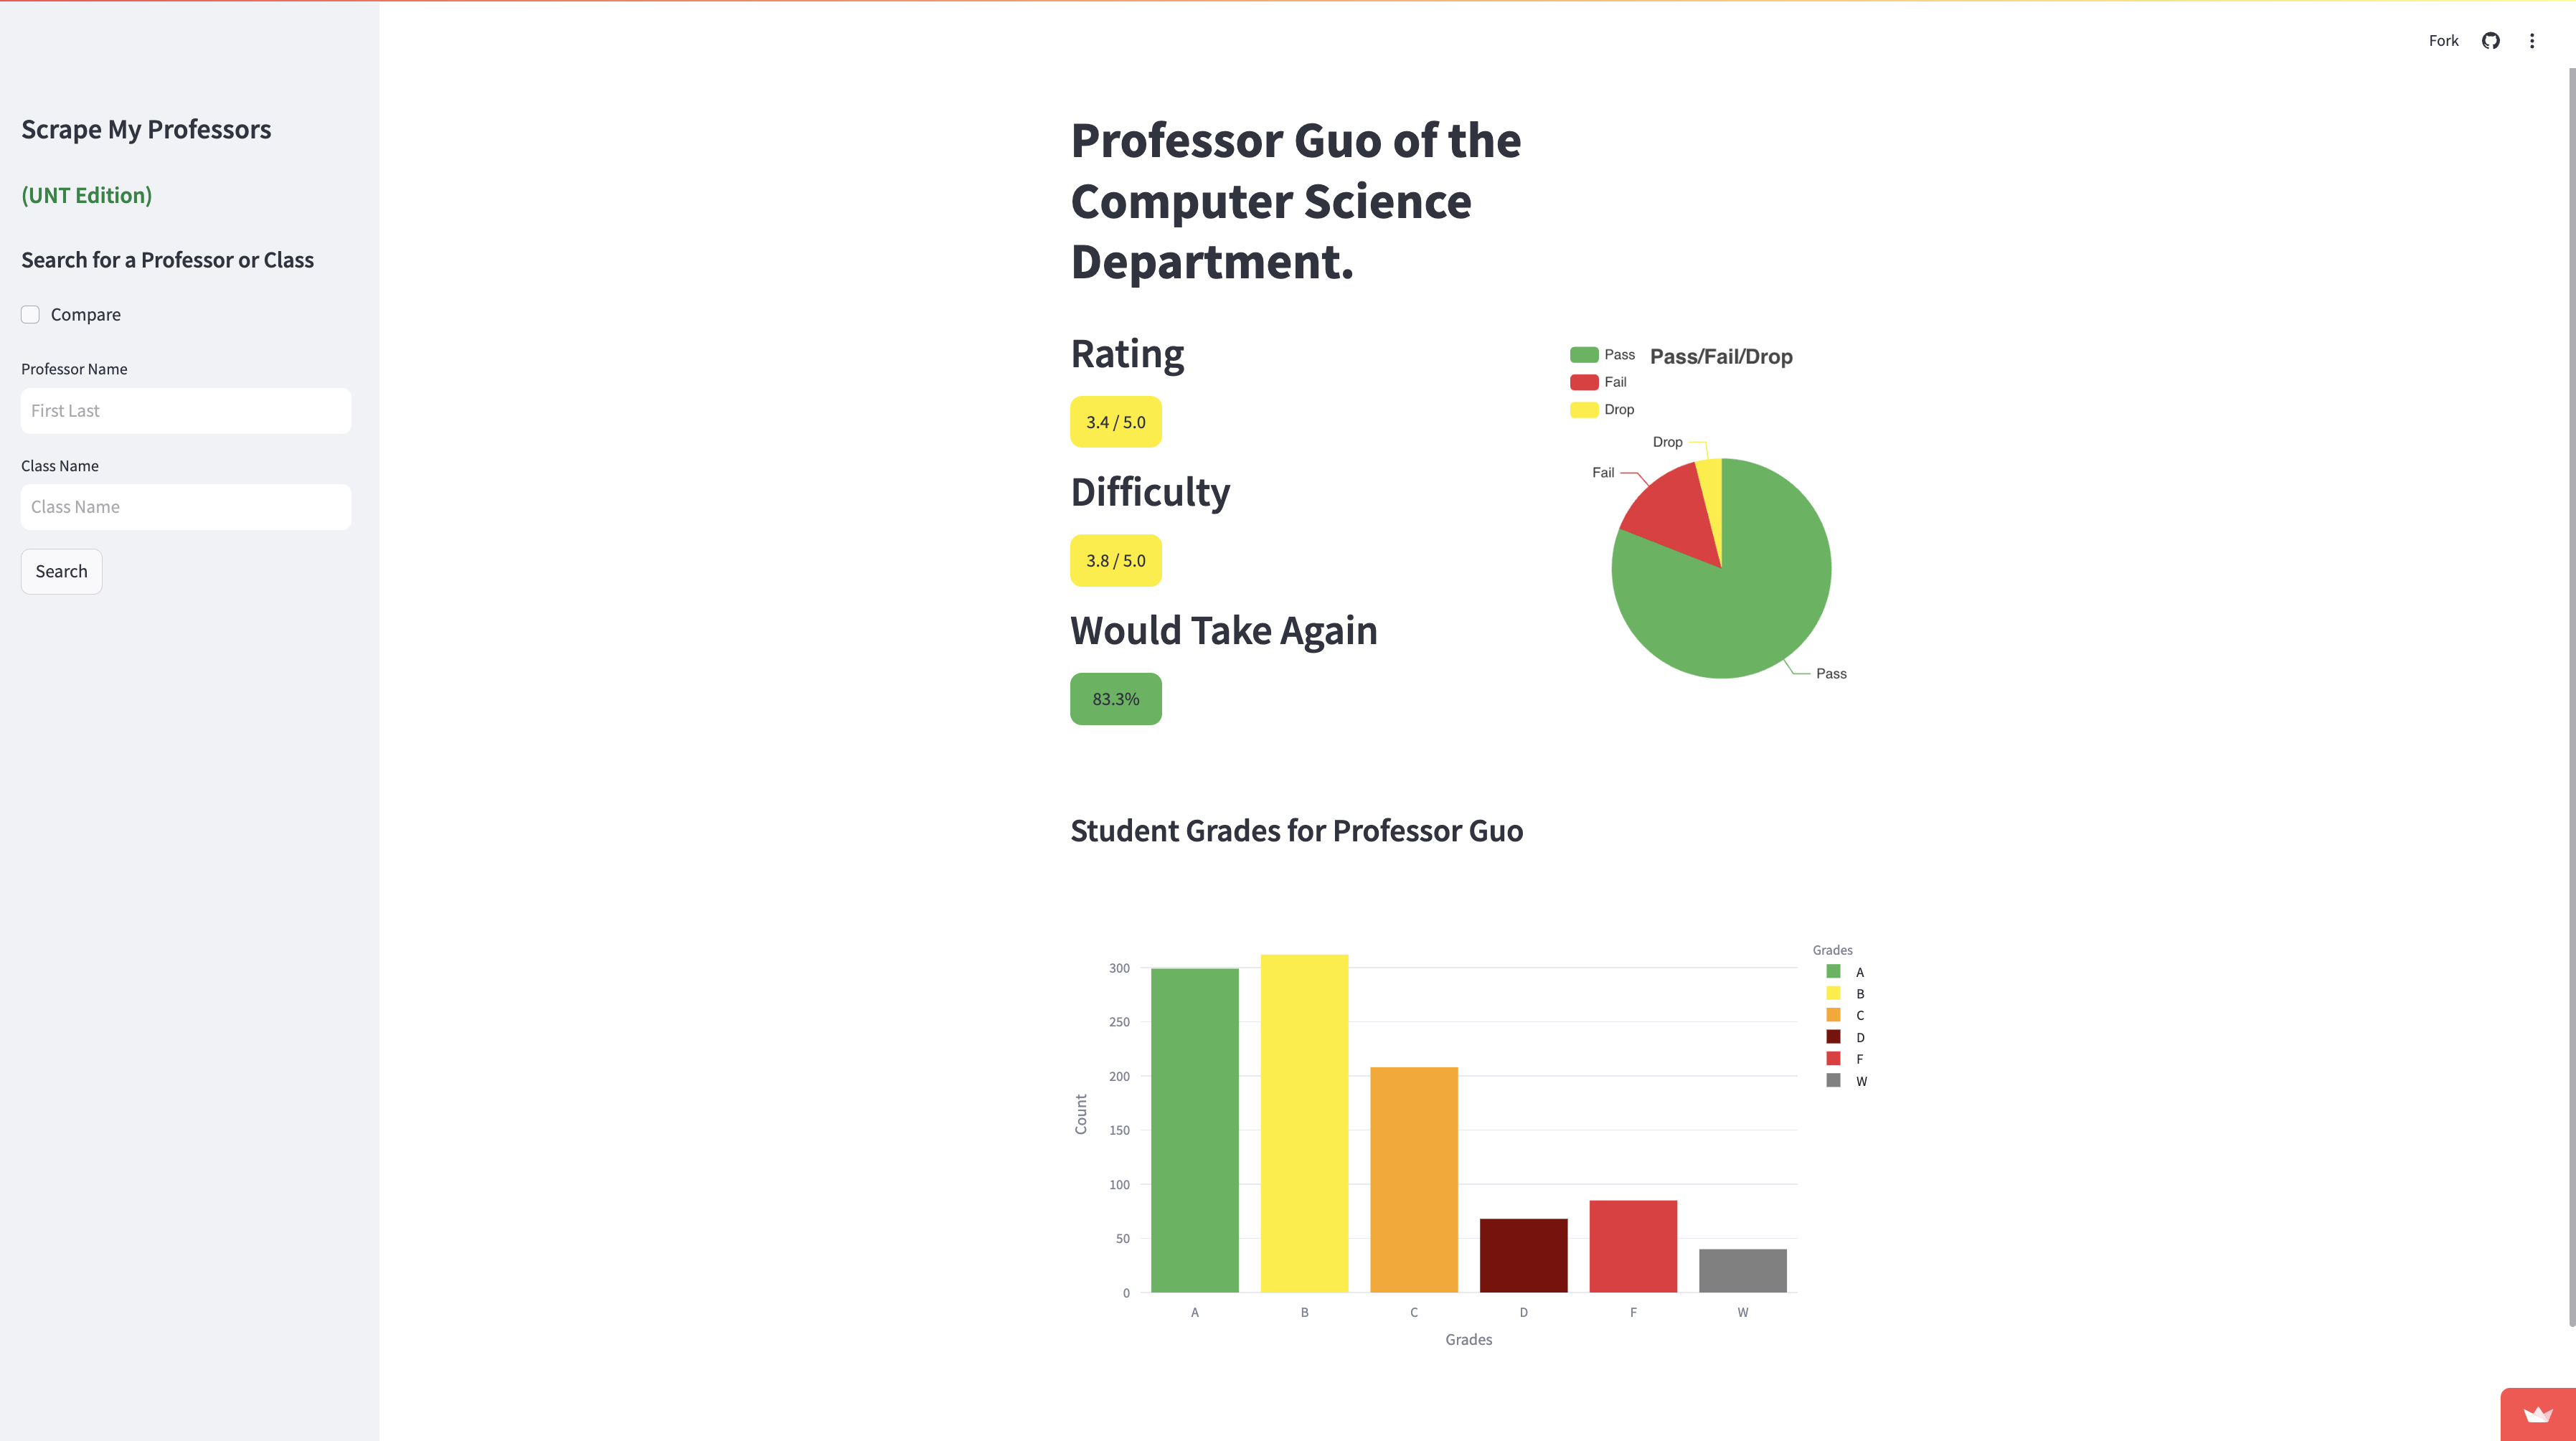 Fork
Scrape My Professors
(UNT Edition)
Search for a Professor or Class
Compare
Professor Name
First Last
Class Name
Class Name
Search
Professor Guo of the
Computer Science
Department.
Rating
3.4 / 5.0
Difficulty
3.8 / 5.0
Would Take Again
83.3%
Pass
Fail
Drop
Pass/Fail/Drop
Drop
Fail
Pass
Student Grades for Professor Guo
300
250
200
150
100
50
0
Count
A
B
C
D
F
W
Grades
Grades
A
B
C
D
F
W